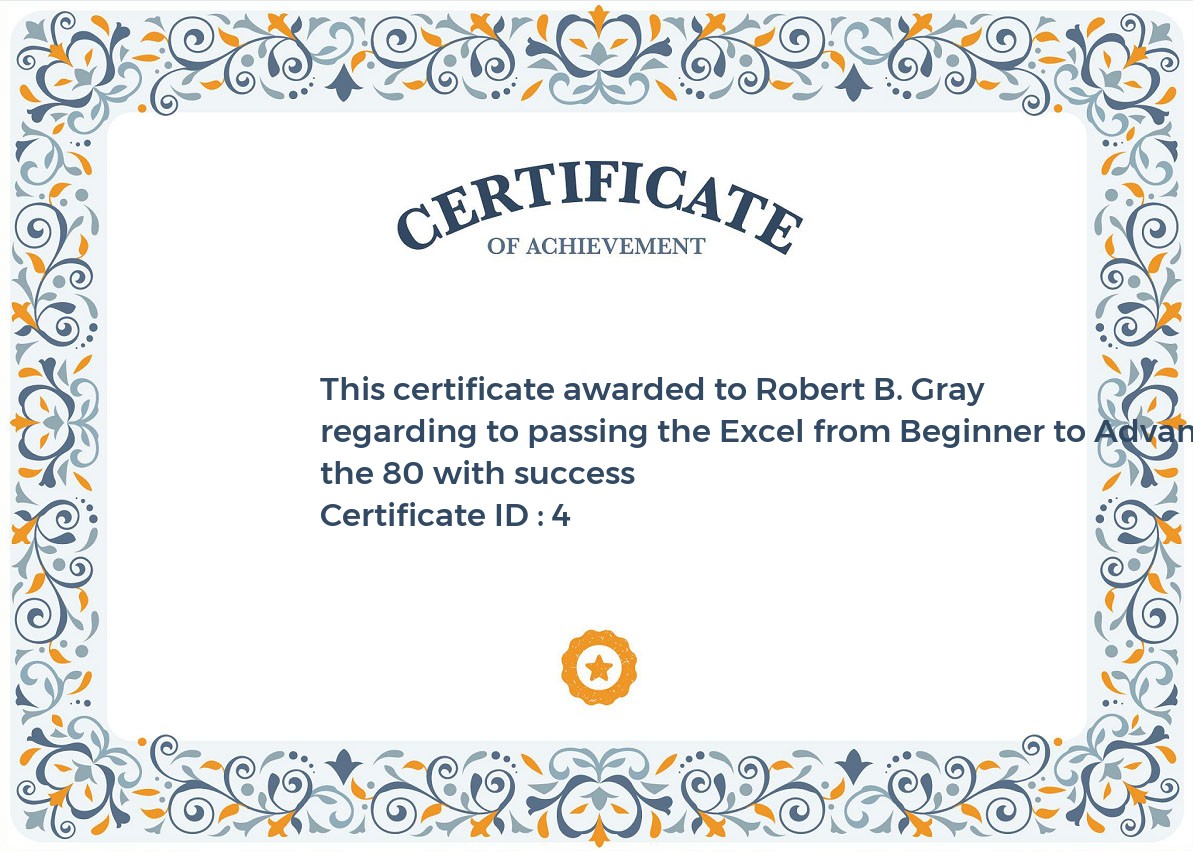 CERTIFICATE
OF ACHIEVEMENT
This certificate awarded to Robert B. Gray
regarding to passing the Excel from Beginner to Advan
the 80 with success
Certificate ID : 4